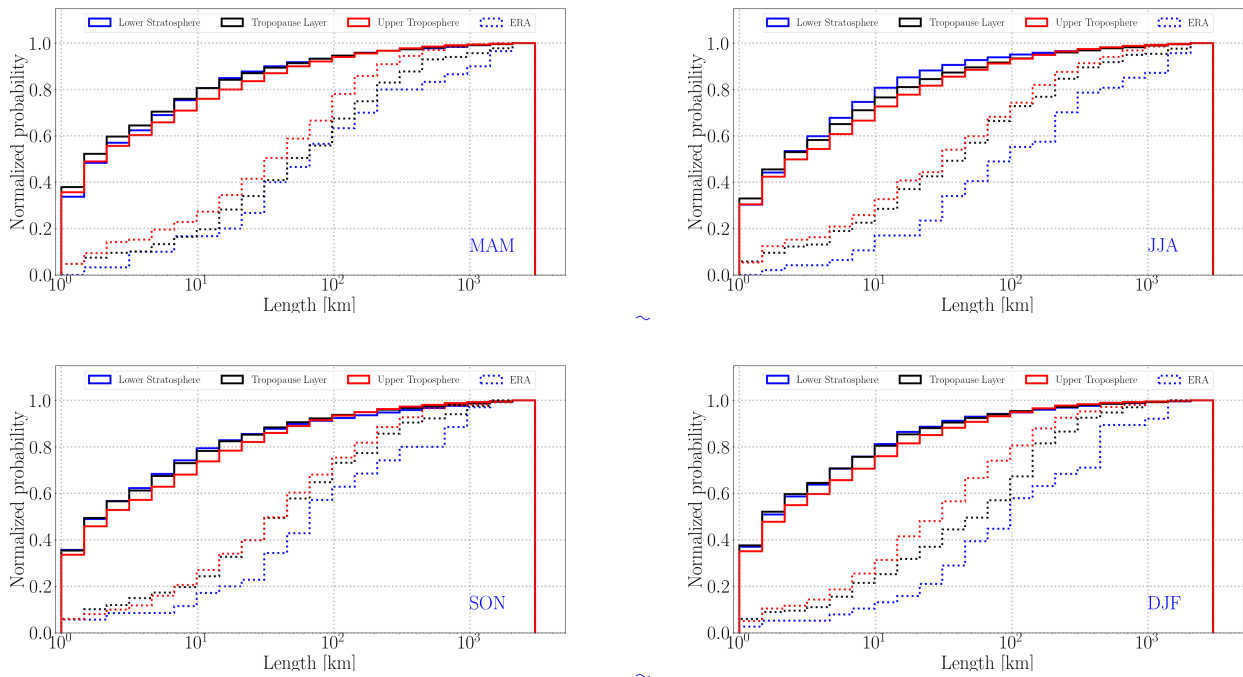 Lower Stratosphere Tropopause Layer Upper Troposphere ERA
Normalized probability
1.0
0.8
0.6
0.4
0.2
0.0
10^0 10^1 10^2 10^3
Length [km]
MAM
Lower Stratosphere Tropopause Layer Upper Troposphere ERA
Normalized probability
1.0
0.8
0.6
0.4
0.2
0.0
10^0 10^1 10^2 10^3
Length [km]
JJA
~
Lower Stratosphere Tropopause Layer Upper Troposphere ERA
Normalized probability
1.0
0.8
0.6
0.4
0.2
0.0
10^0 10^1 10^2 10^3
Length [km]
SON
Lower Stratosphere Tropopause Layer Upper Troposphere ERA
Normalized probability
1.0
0.8
0.6
0.4
0.2
0.0
10^0 10^1 10^2 10^3
Length [km]
DJF
~